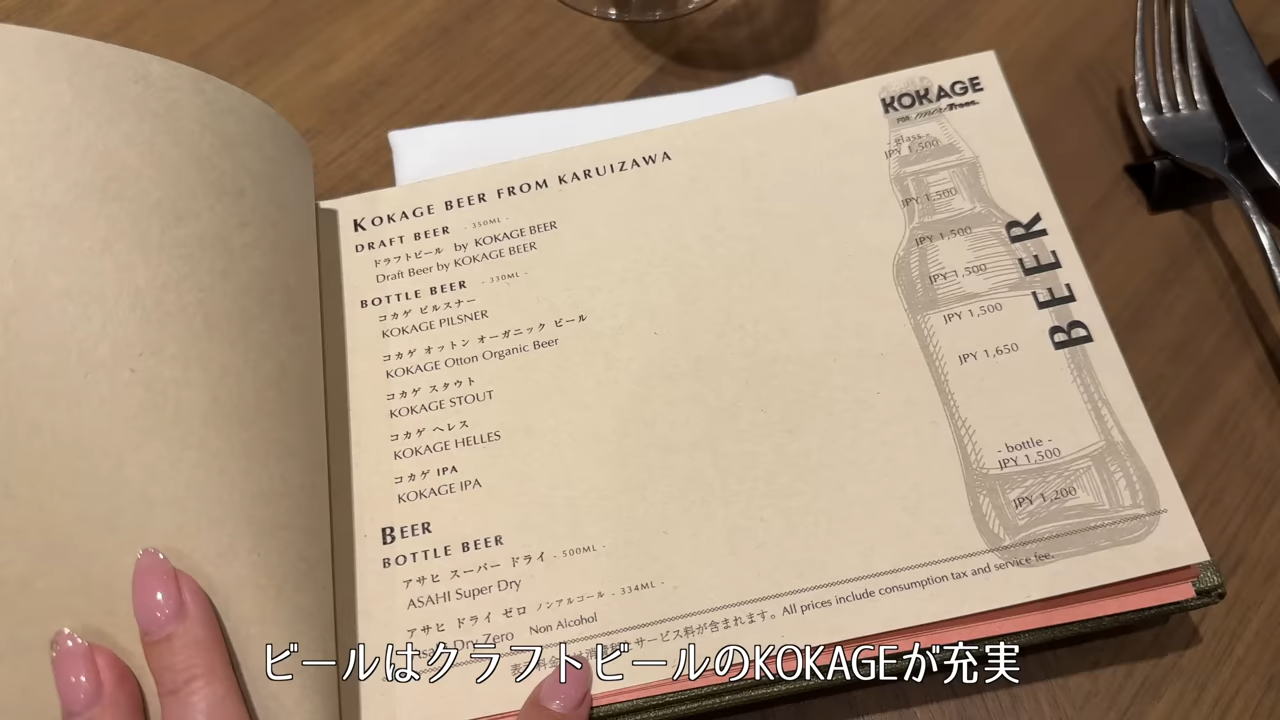 KOKAGE
FOR more Trees.
KOKAGE BEER FROM KARUIZAWA
DRAFT BEER - 350ML -
- glass -
ドラフトビール by KOKAGE BEER
Draft Beer by KOKAGE BEER
JPY 1,500
BOTTLE BEER - 330ML -
コカゲ ピルスナー
KOKAGE PILSNER
JPY 1,500
コカゲ オットン オーガニック ビール
KOKAGE Otton Organic Beer
JPY 1,500
コカゲ スタウト
KOKAGE STOUT
JPY 1,500
コカゲ ヘレス
KOKAGE HELLES
JPY 1,500
コカゲ IPA
KOKAGE IPA
JPY 1,650
BEER
BEER
BOTTLE BEER
- bottle -
アサヒ スーパー ドライ - 500ML -
ASAHI Super Dry
JPY 1,500
アサヒ ドライ ゼロ ノンアルコール - 334ML -
Dry Zero Non Alcohol
JPY 1,200
サービス料が含まれます。All prices include consumption tax and service fee.
ビールはクラフトビールのKOKAGEが充実